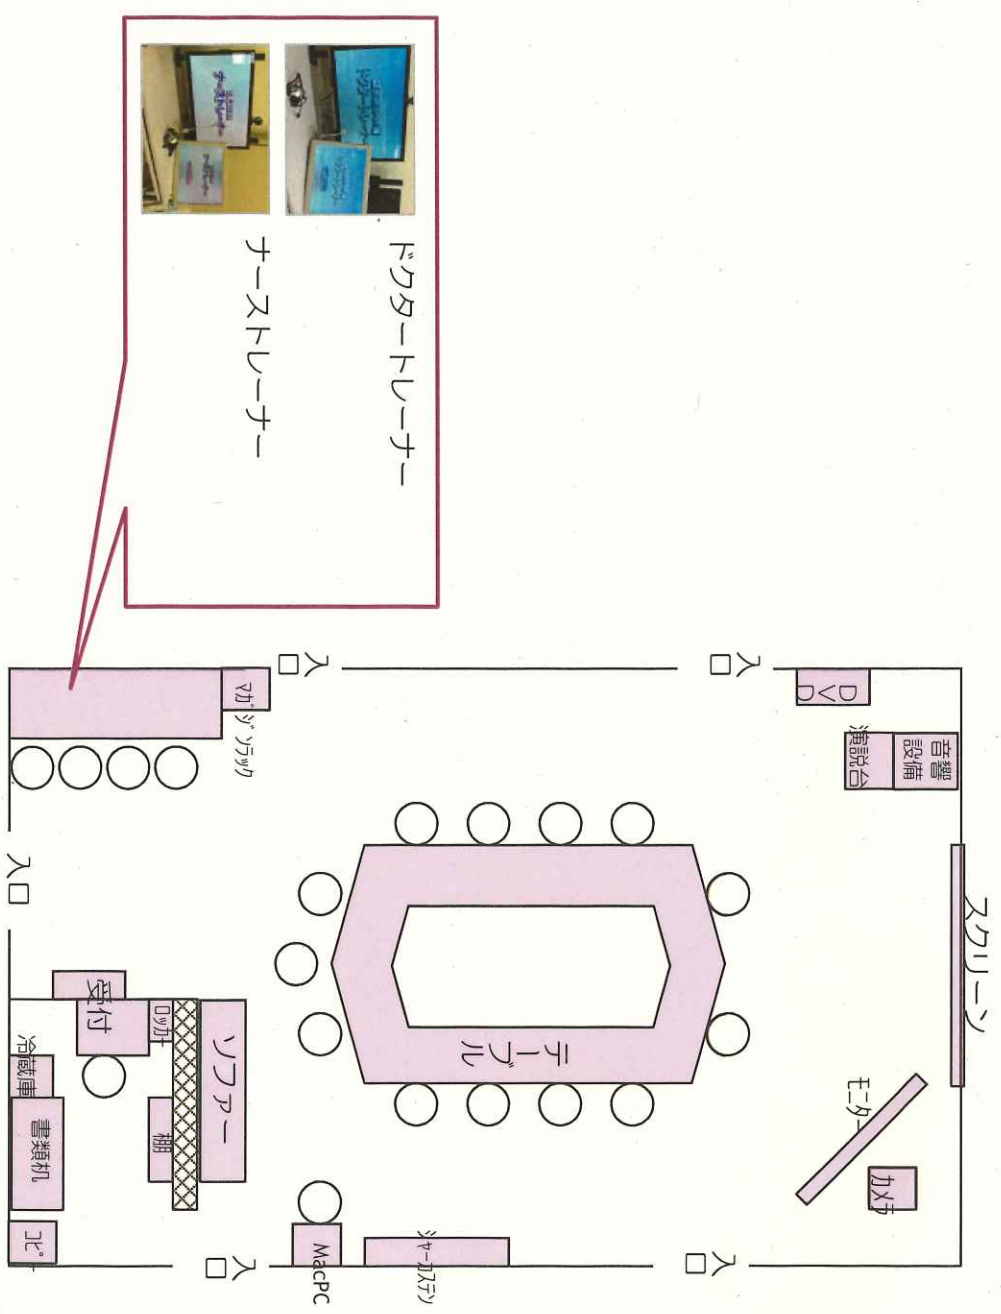 スクリーン
音響
設備
演説台
DVD
カメラ
モニター
入口
入口
テーブル
シャーカステン
ドクタートレーナー
MacPC
入口
マガジンラック
ナーストレーナー
入口
ソファー
ロッカー
棚
受付
冷蔵庫
書類机
コピー
入口